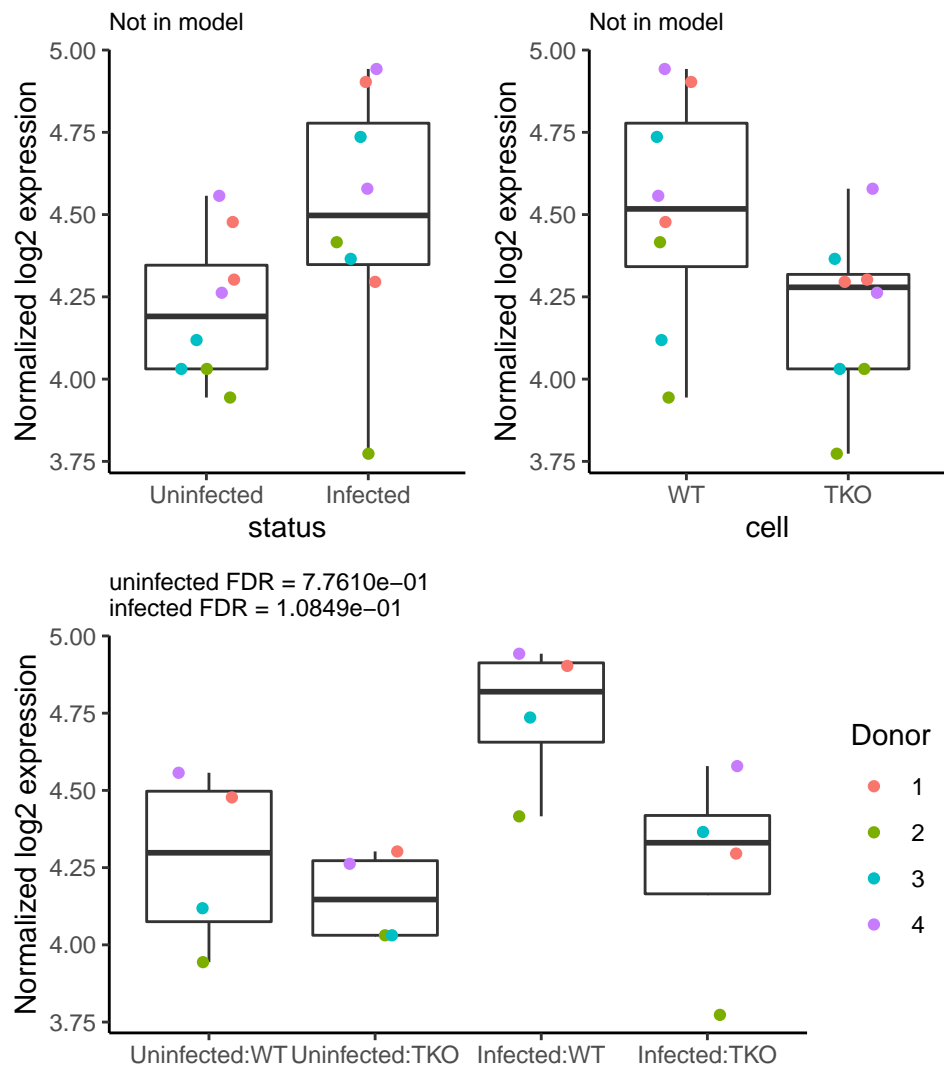 Not in model
Normalized log2 expression
5.00
4.75
4.50
4.25
4.00
3.75
Uninfected
Infected
status
Not in model
Normalized log2 expression
5.00
4.75
4.50
4.25
4.00
3.75
WT
TKO
cell
uninfected FDR = 7.7610e−01
infected FDR = 1.0849e−01
Normalized log2 expression
5.00
4.75
4.50
4.25
4.00
3.75
Uninfected:WT
Uninfected:TKO
Infected:WT
Infected:TKO
Donor
1
2
3
4